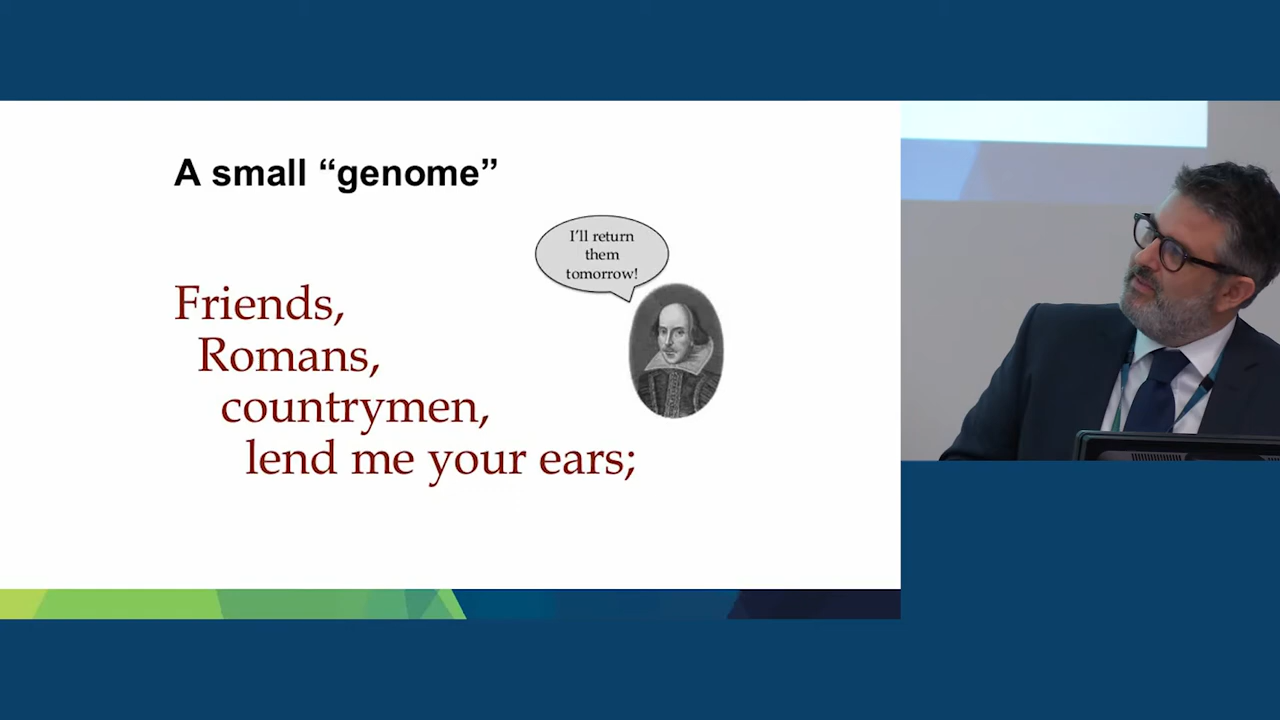 A small “genome”
I’ll return
them
tomorrow!
Friends,
Romans,
countrymen,
lend me your ears;